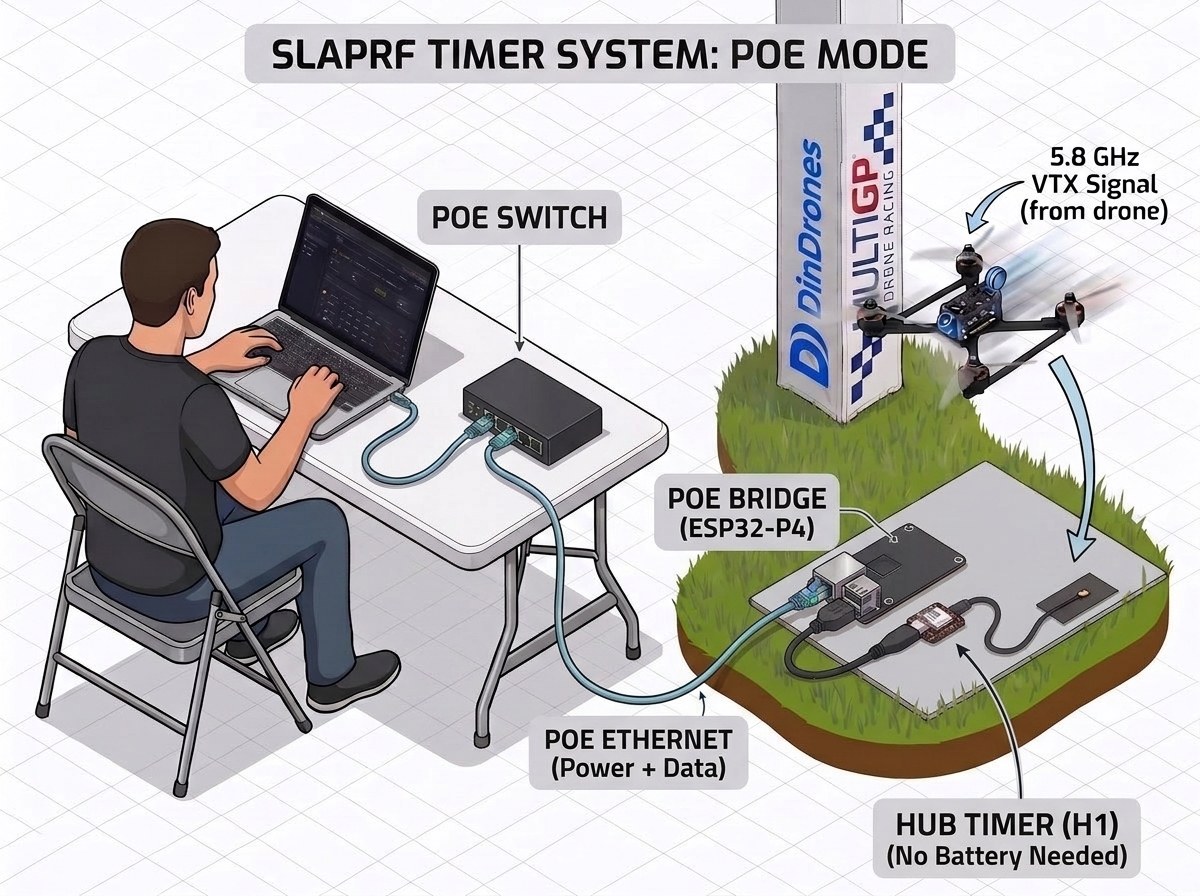 SLAPRF TIMER SYSTEM: POE MODE
POE SWITCH
DinDrones
MULTIGP
DRONE RACING
5.8 GHz
VTX Signal
(from drone)
POE BRIDGE
(ESP32-P4)
POE ETHERNET
(Power + Data)
HUB TIMER (H1)
(No Battery Needed)